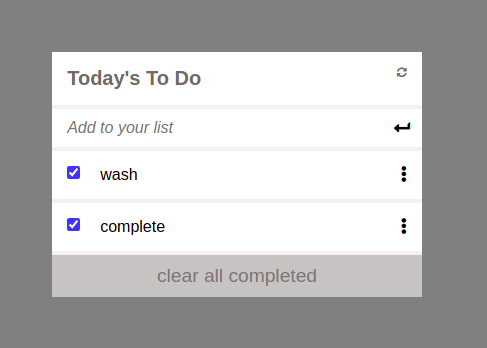 Today's To Do
Add to your list
wash
complete
clear all completed